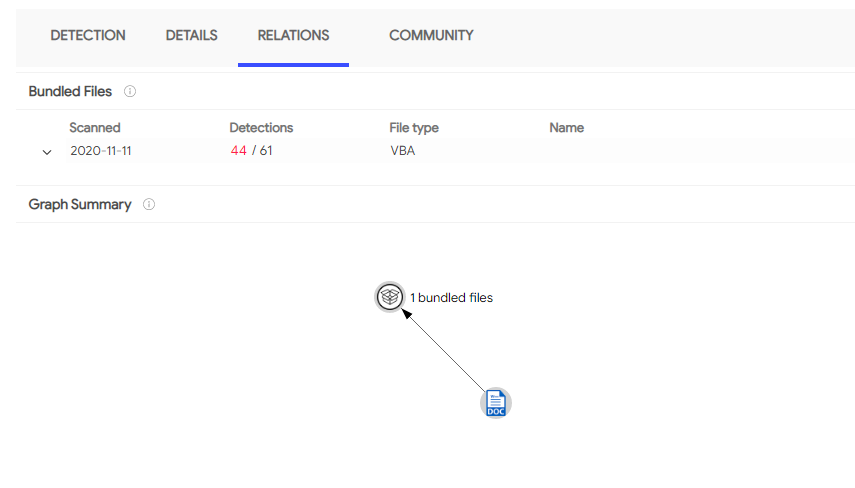 DETECTION DETAILS RELATIONS COMMUNITY
Bundled Files
Scanned Detections File type Name
2020-11-11 44 / 61 VBA
Graph Summary
1 bundled files
DOC